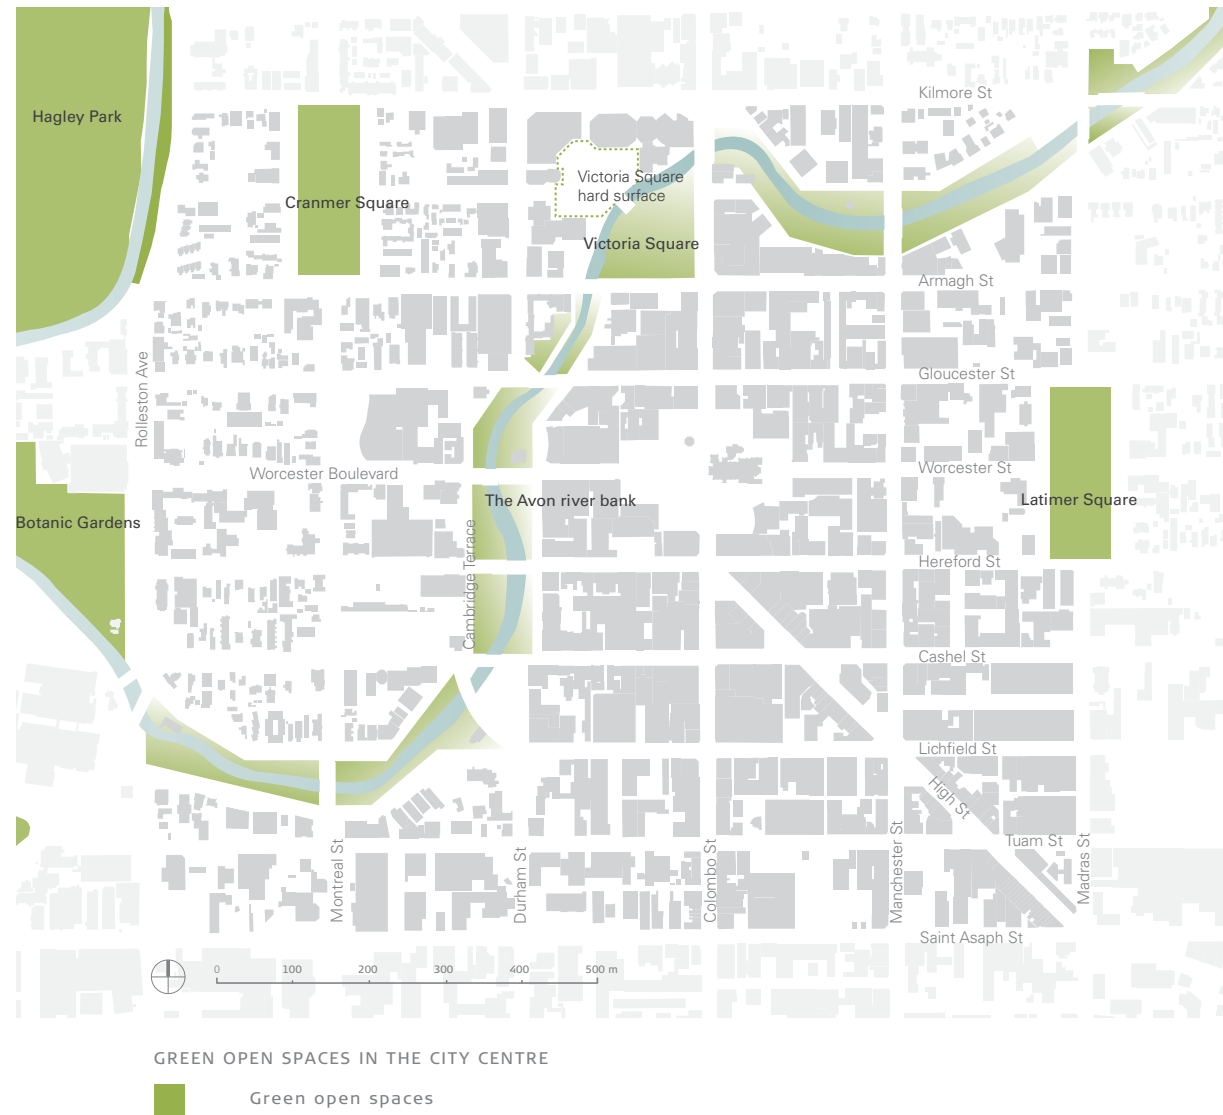 Kilmore St
Hagley Park
Victoria Square
hard surface
Cranmer Square
Victoria Square
Armagh St
Rolleston Ave
Gloucester St
Worcester Boulevard
Worcester St
The Avon river bank
Latimer Square
Botanic Gardens
Cambridge Terrace
Hereford St
Cashel St
Lichfield St
High St
Tuam St
Montreal St
Durham St
Colombo St
Manchester St
Madras St
Saint Asaph St
0 100 200 300 400 500 m
GREEN OPEN SPACES IN THE CITY CENTRE
Green open spaces